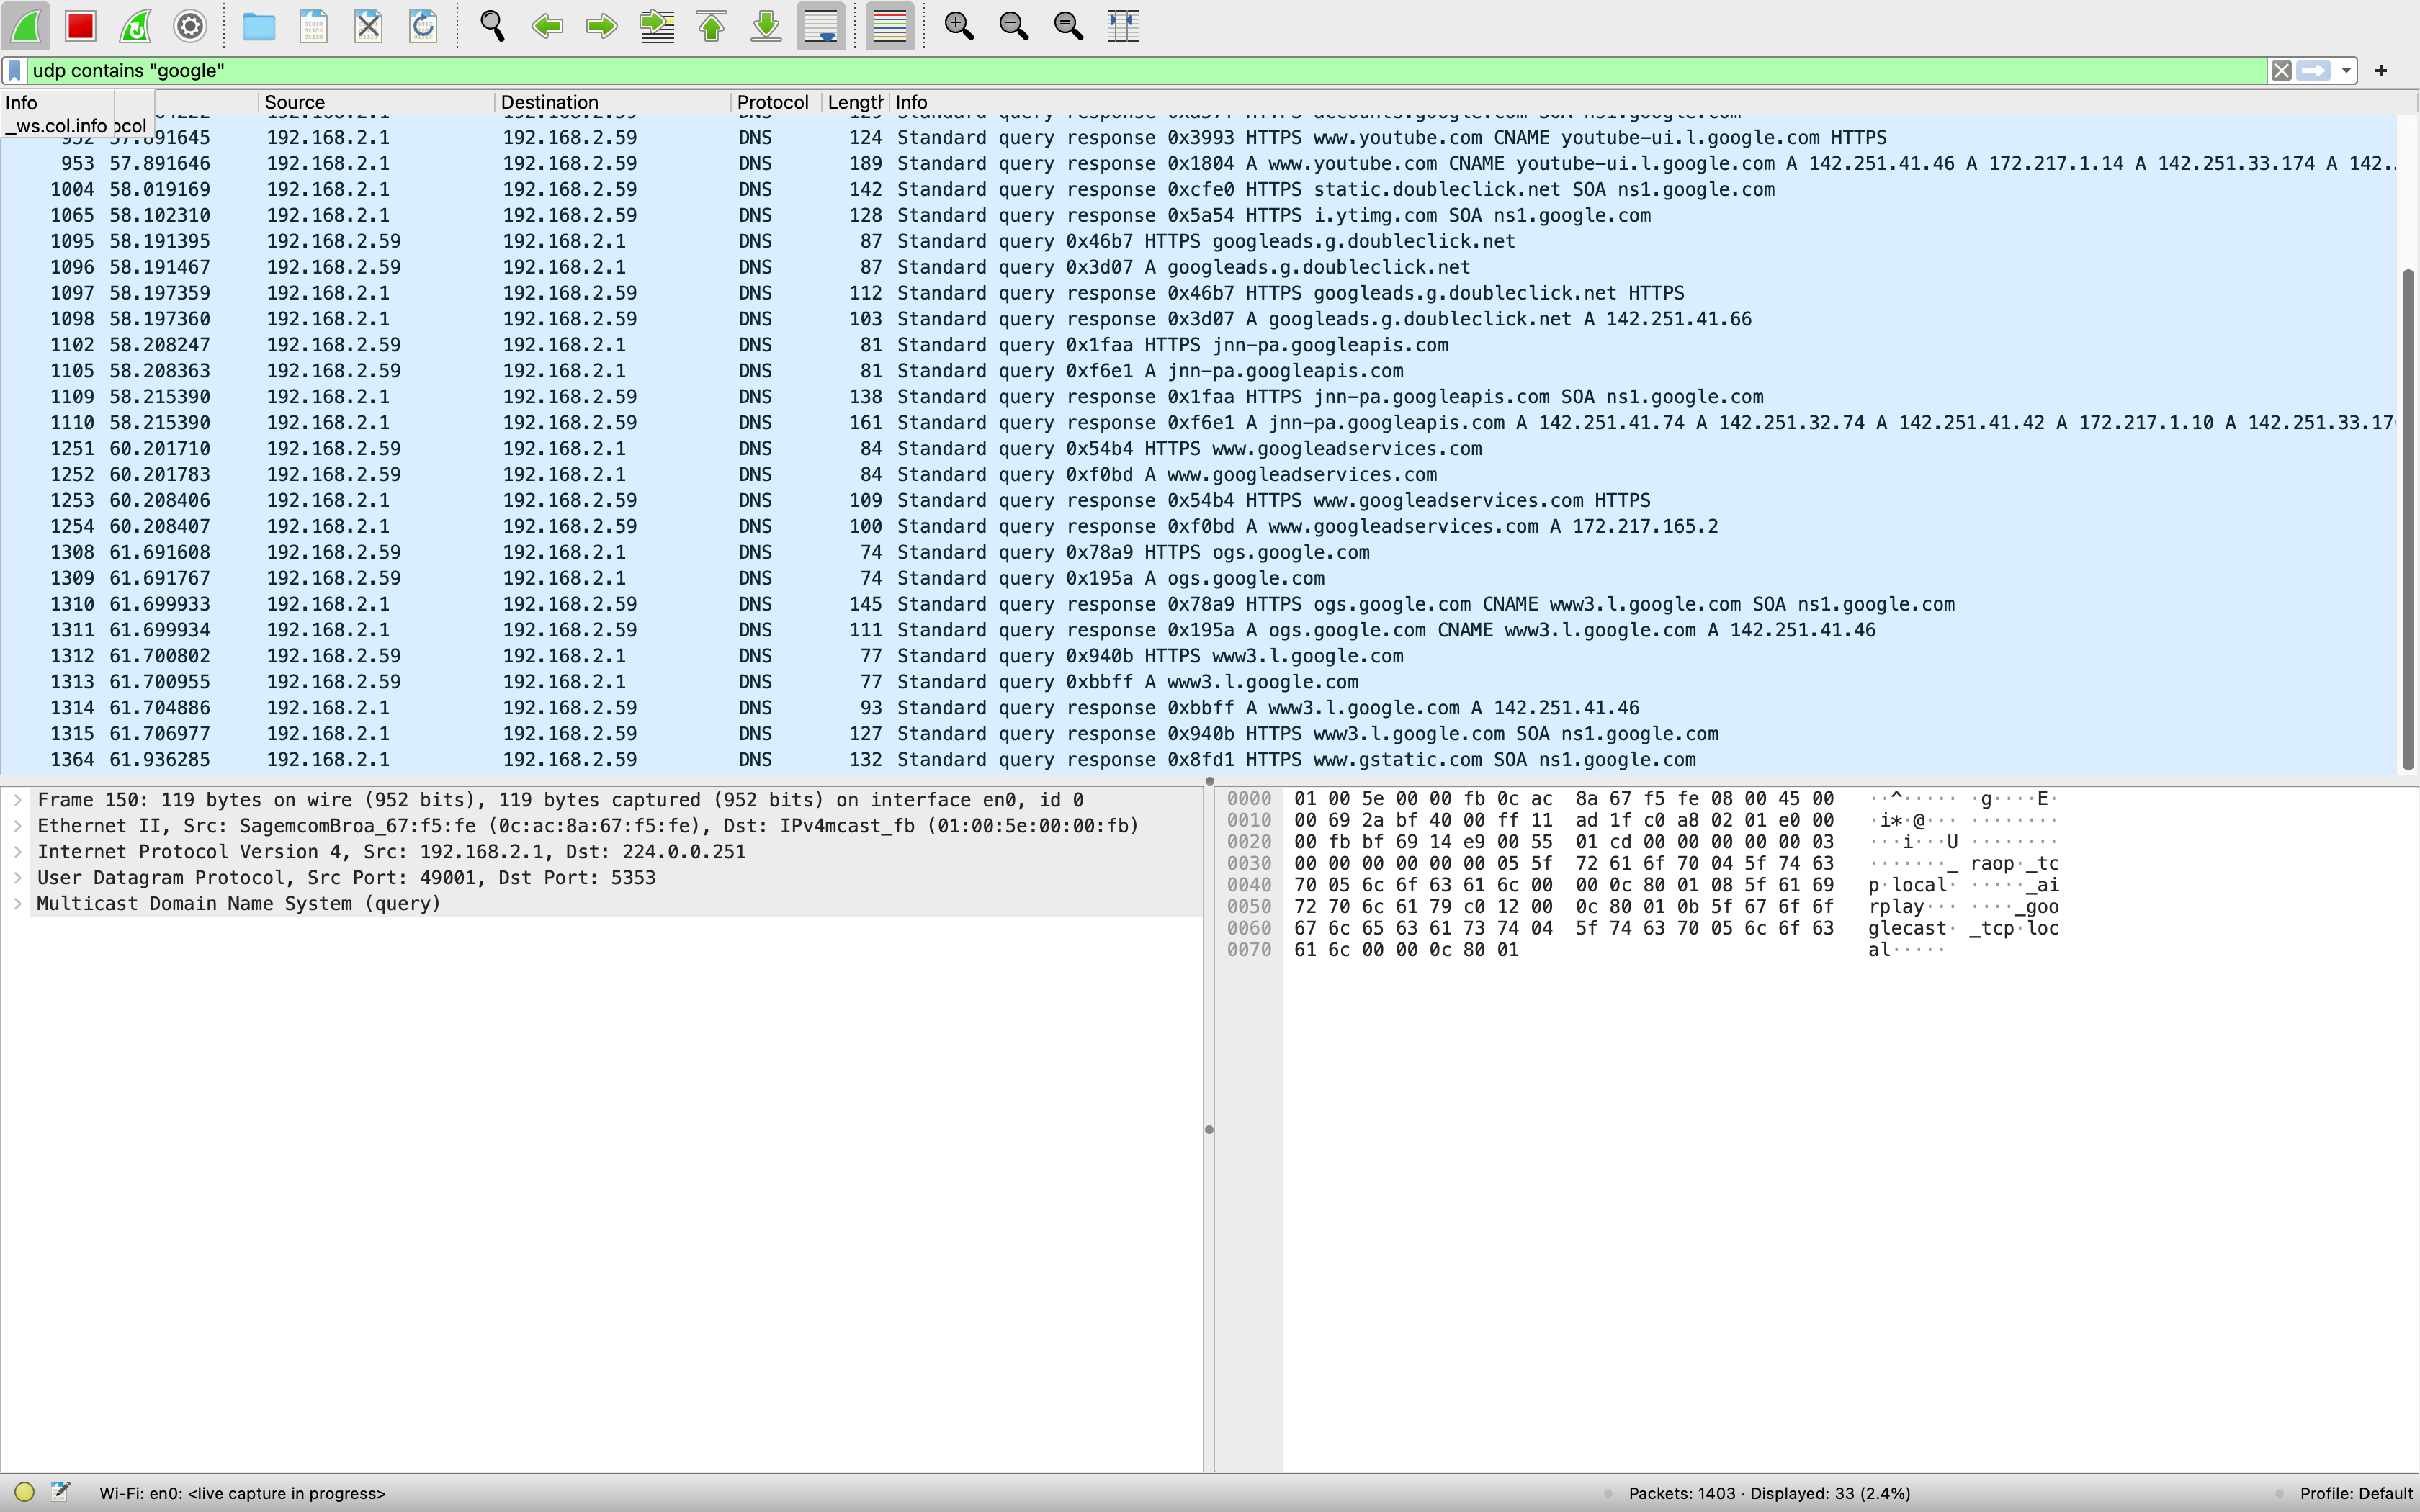 udp contains "google"
Info Source Destination Protocol Length Info
_ws.col.info ocol
952 57.891645 192.168.2.1 192.168.2.59 DNS 124 Standard query response 0x3993 HTTPS www.youtube.com CNAME youtube-ui.l.google.com HTTPS
953 57.891646 192.168.2.1 192.168.2.59 DNS 189 Standard query response 0x1804 A www.youtube.com CNAME youtube-ui.l.google.com A 142.251.41.46 A 172.217.1.14 A 142.251.33.174 A 142..
1004 58.019169 192.168.2.1 192.168.2.59 DNS 142 Standard query response 0xcfe0 HTTPS static.doubleclick.net SOA ns1.google.com
1065 58.102310 192.168.2.1 192.168.2.59 DNS 128 Standard query response 0x5a54 HTTPS i.ytimg.com SOA ns1.google.com
1095 58.191395 192.168.2.59 192.168.2.1 DNS 87 Standard query 0x46b7 HTTPS googleads.g.doubleclick.net
1096 58.191467 192.168.2.59 192.168.2.1 DNS 87 Standard query 0x3d07 A googleads.g.doubleclick.net
1097 58.197359 192.168.2.1 192.168.2.59 DNS 112 Standard query response 0x46b7 HTTPS googleads.g.doubleclick.net HTTPS
1098 58.197360 192.168.2.1 192.168.2.59 DNS 103 Standard query response 0x3d07 A googleads.g.doubleclick.net A 142.251.41.66
1102 58.208247 192.168.2.59 192.168.2.1 DNS 81 Standard query 0x1faa HTTPS jnn-pa.googleapis.com
1105 58.208363 192.168.2.59 192.168.2.1 DNS 81 Standard query 0xf6e1 A jnn-pa.googleapis.com
1109 58.215390 192.168.2.1 192.168.2.59 DNS 138 Standard query response 0x1faa HTTPS jnn-pa.googleapis.com SOA ns1.google.com
1110 58.215390 192.168.2.1 192.168.2.59 DNS 161 Standard query response 0xf6e1 A jnn-pa.googleapis.com A 142.251.41.74 A 142.251.32.74 A 142.251.41.42 A 172.217.1.10 A 142.251.33.17
1251 60.201710 192.168.2.59 192.168.2.1 DNS 84 Standard query 0x54b4 HTTPS www.googleadservices.com
1252 60.201783 192.168.2.59 192.168.2.1 DNS 84 Standard query 0xf0bd A www.googleadservices.com
1253 60.208406 192.168.2.1 192.168.2.59 DNS 109 Standard query response 0x54b4 HTTPS www.googleadservices.com HTTPS
1254 60.208407 192.168.2.1 192.168.2.59 DNS 100 Standard query response 0xf0bd A www.googleadservices.com A 172.217.165.2
1308 61.691608 192.168.2.59 192.168.2.1 DNS 74 Standard query 0x78a9 HTTPS ogs.google.com
1309 61.691767 192.168.2.59 192.168.2.1 DNS 74 Standard query 0x195a A ogs.google.com
1310 61.699933 192.168.2.1 192.168.2.59 DNS 145 Standard query response 0x78a9 HTTPS ogs.google.com CNAME www3.l.google.com SOA ns1.google.com
1311 61.699934 192.168.2.1 192.168.2.59 DNS 111 Standard query response 0x195a A ogs.google.com CNAME www3.l.google.com A 142.251.41.46
1312 61.700802 192.168.2.59 192.168.2.1 DNS 77 Standard query 0x940b HTTPS www3.l.google.com
1313 61.700955 192.168.2.59 192.168.2.1 DNS 77 Standard query 0xbbff A www3.l.google.com
1314 61.704886 192.168.2.1 192.168.2.59 DNS 93 Standard query response 0xbbff A www3.l.google.com A 142.251.41.46
1315 61.706977 192.168.2.1 192.168.2.59 DNS 127 Standard query response 0x940b HTTPS www3.l.google.com SOA ns1.google.com
1364 61.936285 192.168.2.1 192.168.2.59 DNS 132 Standard query response 0x8fd1 HTTPS www.gstatic.com SOA ns1.google.com
Frame 150: 119 bytes on wire (952 bits), 119 bytes captured (952 bits) on interface en0, id 0
Ethernet II, Src: SagemcomBroa_67:f5:fe (0c:ac:8a:67:f5:fe), Dst: IPv4mcast_fb (01:00:5e:00:00:fb)
Internet Protocol Version 4, Src: 192.168.2.1, Dst: 224.0.0.251
User Datagram Protocol, Src Port: 49001, Dst Port: 5353
Multicast Domain Name System (query)
0000 01 00 5e 00 00 fb 0c ac 8a 67 f5 fe 08 00 45 00 ··^····· ·g····E·
0010 00 69 2a bf 40 00 ff 11 ad 1f c0 a8 02 01 e0 00 ·i*·@··· ········
0020 00 fb bf 69 14 e9 00 55 01 cd 00 00 00 00 00 03 ···i···U ········
0030 00 00 00 00 00 00 05 5f 72 61 6f 70 04 5f 74 63 ·······_ raop·_tc
0040 70 05 6c 6f 63 61 6c 00 00 0c 80 01 08 5f 61 69 p·local· ·····_ai
0050 72 70 6c 61 79 c0 12 00 0c 80 01 0b 5f 67 6f 6f rplay··· ····_goo
0060 67 6c 65 63 61 73 74 04 5f 74 63 70 05 6c 6f 63 glecast· _tcp·loc
0070 61 6c 00 00 0c 80 01 al·····
Wi-Fi: en0: <live capture in progress>
Packets: 1403 · Displayed: 33 (2.4%)
Profile: Default